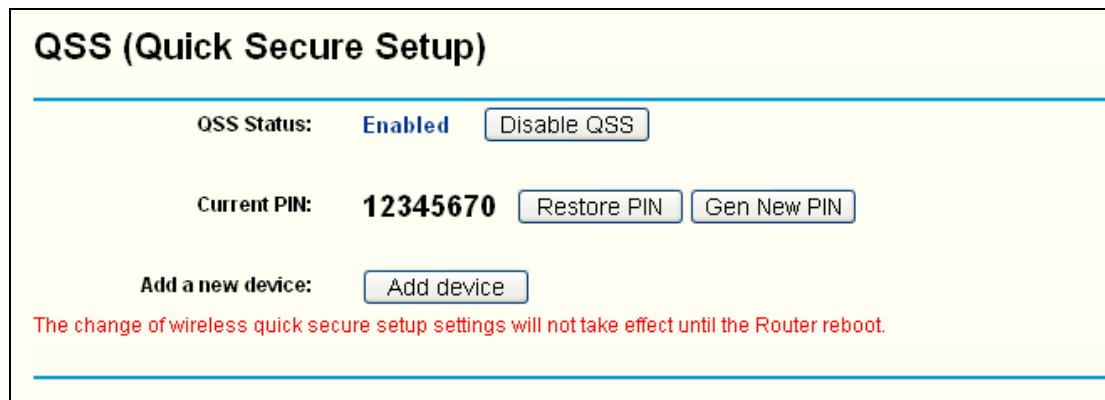 QSS (Quick Secure Setup)
QSS Status: Enabled Disable QSS
Current PIN: 12345670 Restore PIN Gen New PIN
Add a new device: Add device
The change of wireless quick secure setup settings will not take effect until the Router reboot.